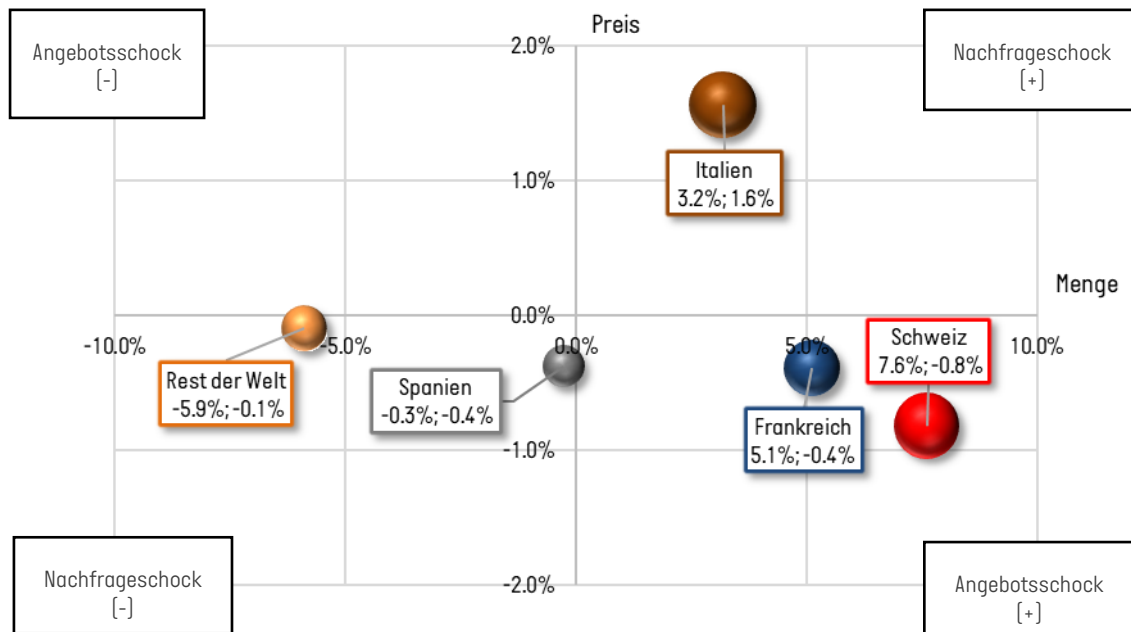 Preis
Angebotsschock
(-)
Nachfrageschock
(+)
2.0%
Italien
3.2%; 1.6%
1.0%
Menge
0.0%
-10.0%
-5.0%
0.0%
5.0%
10.0%
Schweiz
7.6%; -0.8%
Rest der Welt
-5.9%; -0.1%
Spanien
-0.3%; -0.4%
Frankreich
5.1%; -0.4%
-1.0%
Nachfrageschock
(-)
-2.0%
Angebotsschock
(+)